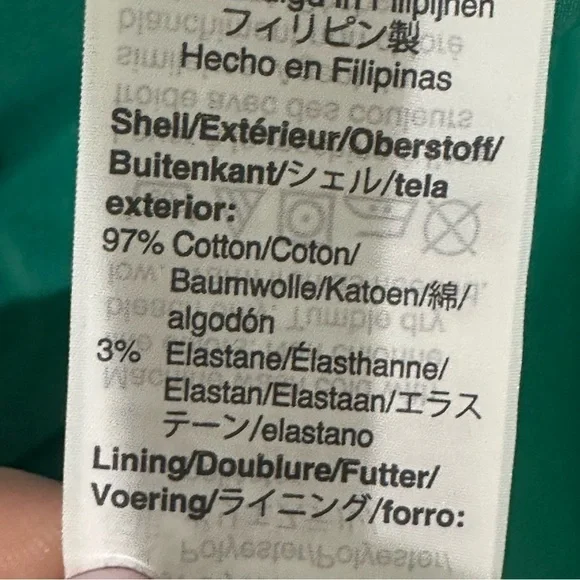 フィリピン製
Hecho en Filipinas
Shell/Extérieur/Oberstoff/
Buitenkant/シェル/tela
exterior:
97% Cotton/Coton/
Baumwolle/Katoen/綿/
algodón
3% Elastane/Élasthanne/
Elastan/Elastaan/エラス
テーン/elastano
Lining/Doublure/Futter/
Voering/ライニング/forro: